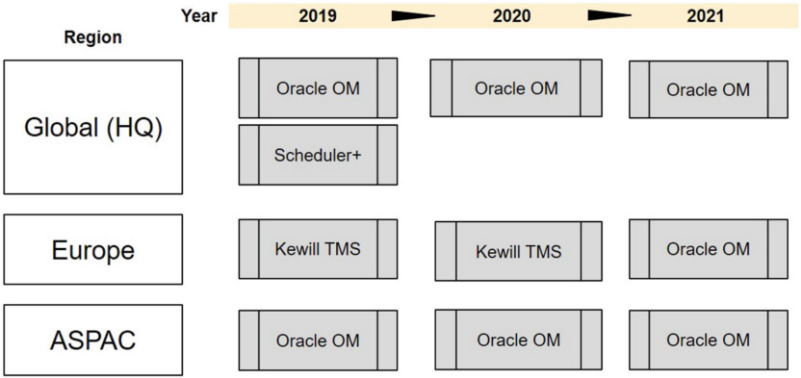 Year 2019 2020 2021
Region
Global (HQ) Oracle OM Oracle OM Oracle OM
Scheduler+
Europe Kewill TMS Kewill TMS Oracle OM
ASPAC Oracle OM Oracle OM Oracle OM